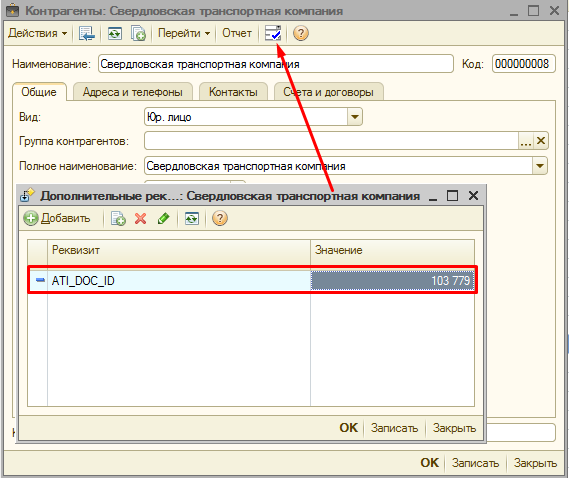 Контрагенты: Свердловская транспортная компания
Действия Перейти Отчет ?
Наименование: Свердловская транспортная компания Код: 000000008
Общие Адреса и телефоны Контакты Счета и договоры
Вид: Юр. лицо
Группа контрагентов: ... x
Полное наименование: Свердловская транспортная компания
Дополнительные рек...: Свердловская транспортная компания
Добавить ?
Реквизит Значение
ATI_DOC_ID 103 779
OK Записать Закрыть
OK Записать Закрыть